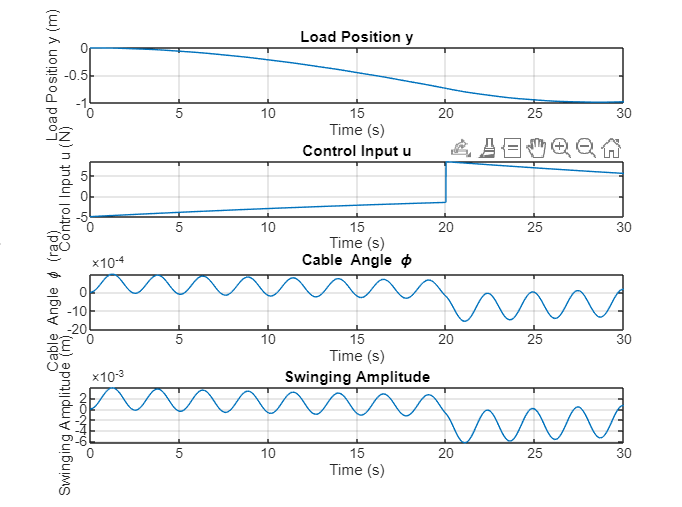 Load Position y
Load Position y (m)
0
-0.5
-1
0 5 10 15 20 25 30
Time (s)
Control Input u
Control Input u (N)
5
0
-5
0 5 10 15 20 25 30
Time (s)
Cable Angle ϕ
Cable Angle ϕ (rad)
×10-4
0
-10
-20
0 5 10 15 20 25 30
Time (s)
Swinging Amplitude
Swinging Amplitude (m)
×10-3
2
0
-2
-4
-6
0 5 10 15 20 25 30
Time (s)